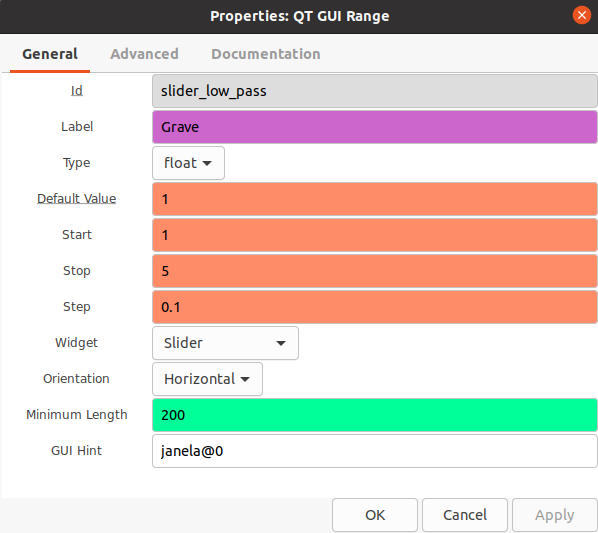 Properties: QT GUI Range
General Advanced Documentation
Id slider_low_pass
Label Grave
Type float
Default Value 1
Start 1
Stop 5
Step 0.1
Widget Slider
Orientation Horizontal
Minimum Length 200
GUI Hint janela@0
OK Cancel Apply